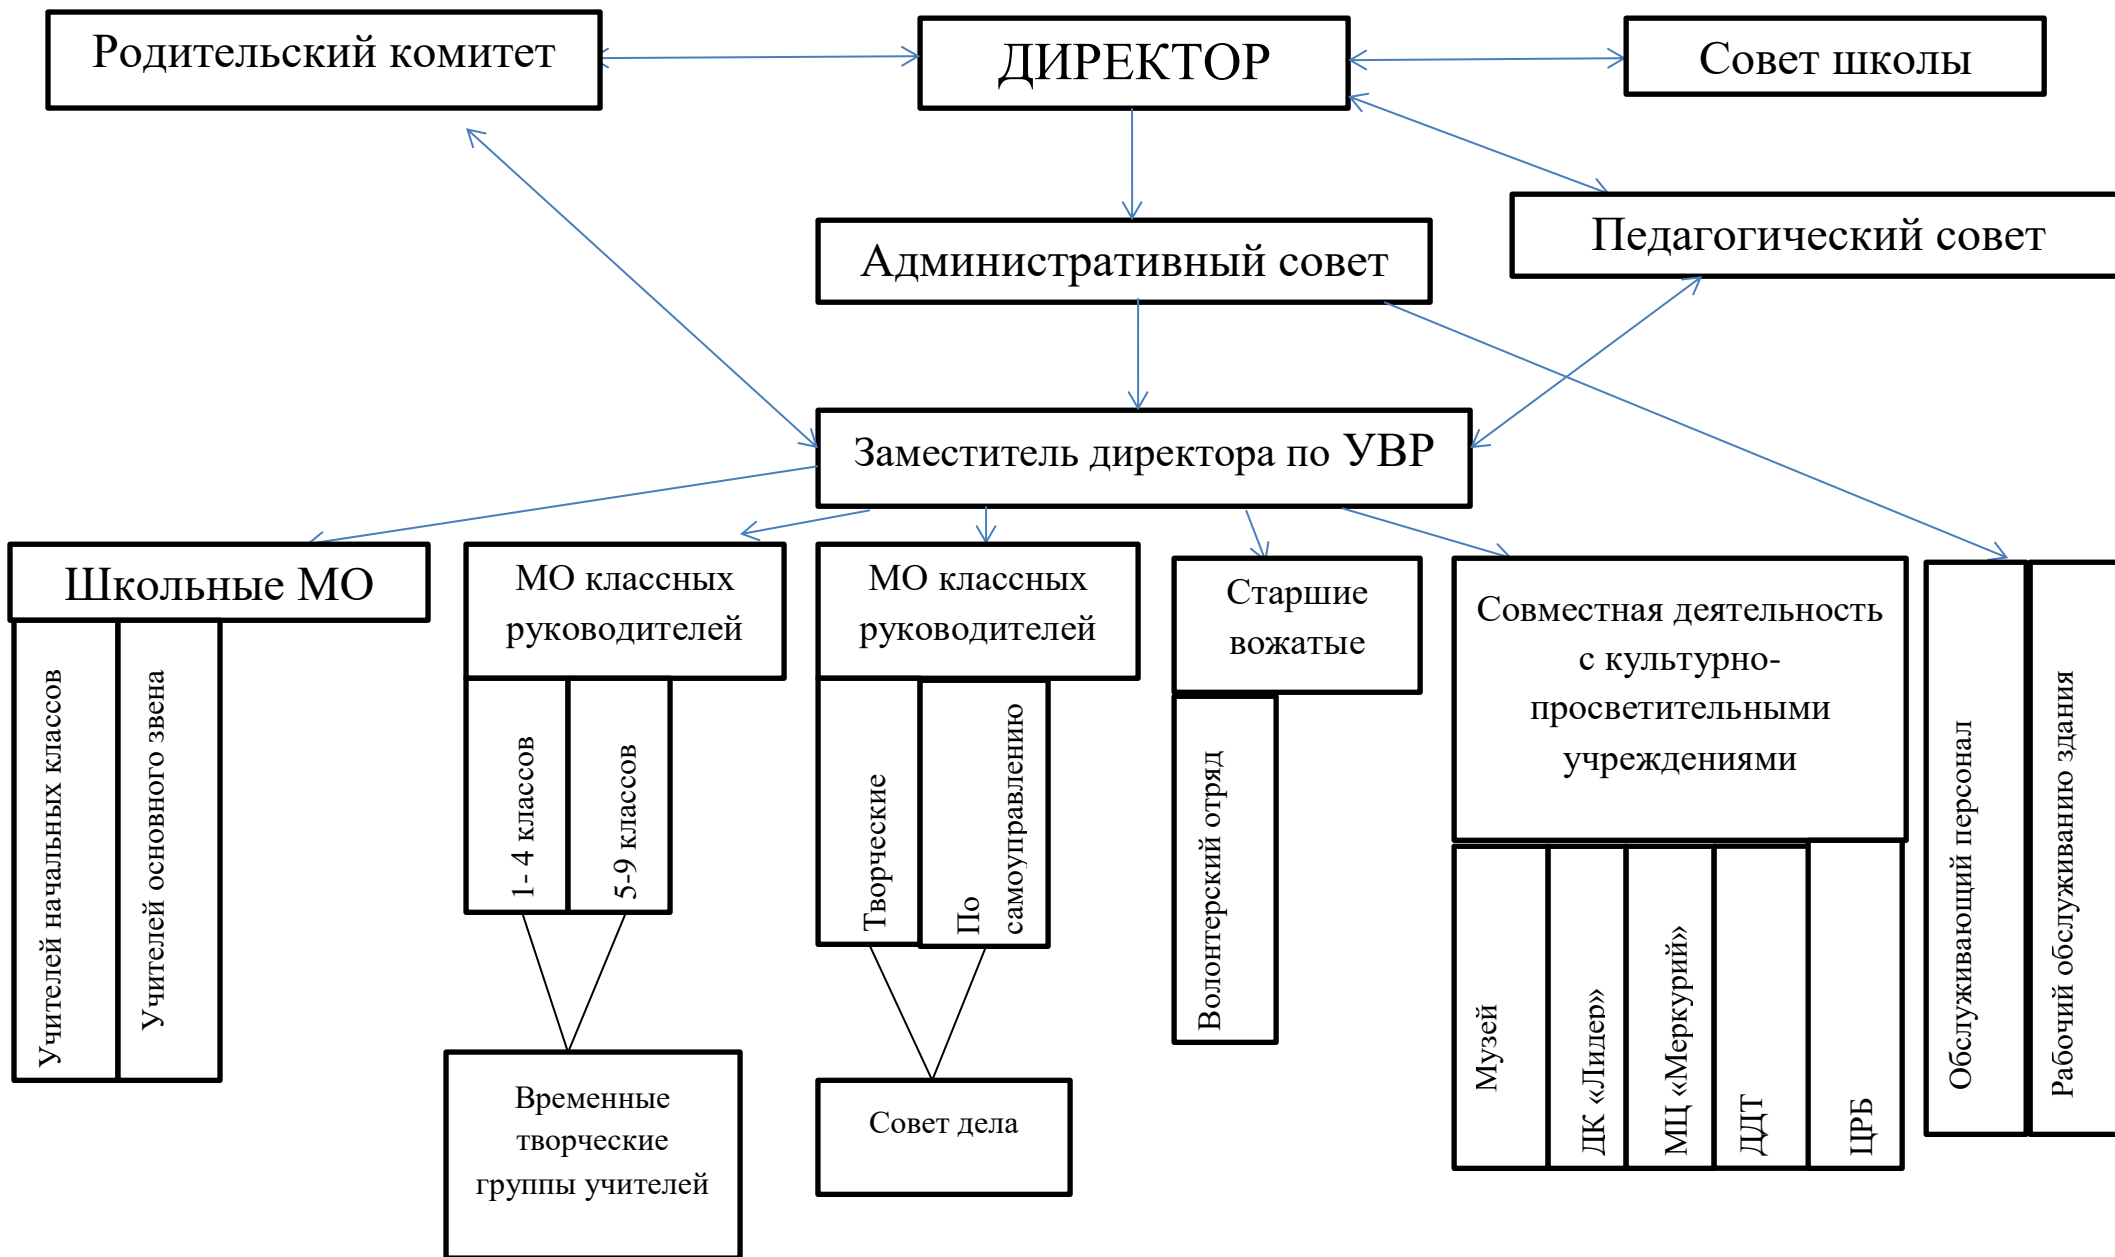 Родительский комитет
ДИРЕКТОР
Совет школы
Педагогический совет
Административный совет
Заместитель директора по УВР
Школьные МО
МО классных
руководителей
МО классных
руководителей
Старшие
вожатые
Совместная деятельность
с культурно-
просветительными
учреждениями
Учителей начальных классов
Учителей основного звена
1- 4 классов
5-9 классов
Творческие
По
самоуправлению
Волонтерский отряд
Музей
ДК «Лидер»
МЦ «Меркурий»
ДДТ
ЦРБ
Обслуживающий персонал
Рабочий обслуживанию здания
Временные
творческие
группы учителей
Совет дела